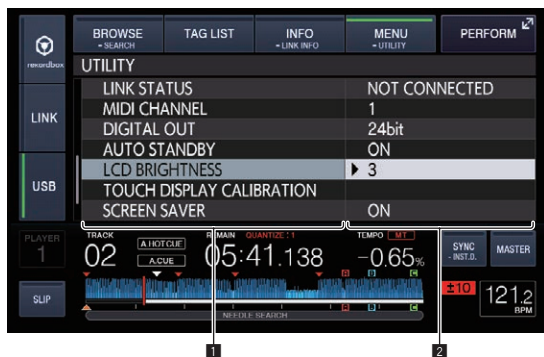 BROWSE TAG LIST INFO MENU PERFORM
- SEARCH - LINK INFO - UTILITY
rekordbox
UTILITY
LINK STATUS NOT CONNECTED
MIDI CHANNEL 1
LINK
DIGITAL OUT 24bit
AUTO STANDBY ON
LCD BRIGHTNESS 3
USB
TOUCH DISPLAY CALIBRATION
SCREEN SAVER ON
PLAYER TRACK REMAIN QUANTIZE : 1 TEMPO MT
1 02 A.HOT CUE 05:41.138 -0.65% SYNC MASTER
A.CUE - INST.D.
A B C
SLIP ±10 121.2
BPM
A B C
NEEDLE SEARCH
1 2